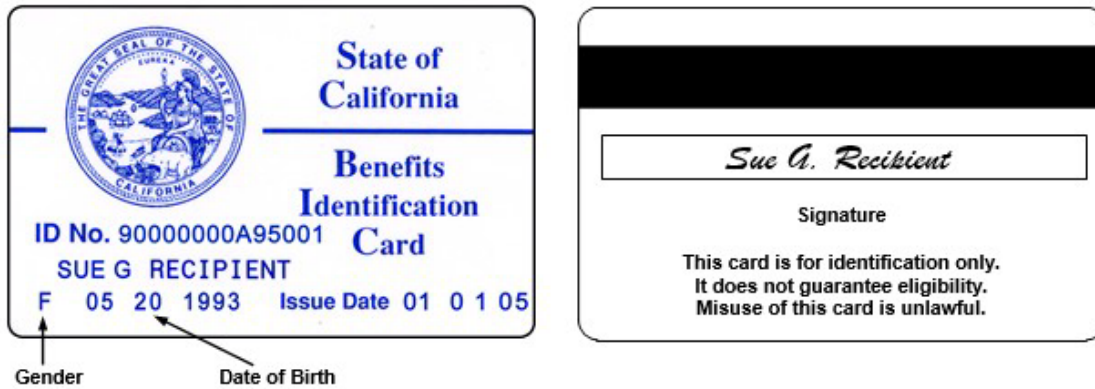 THE GREAT SEAL OF THE STATE OF CALIFORNIA
EUREKA
State of
California
Benefits
Identification
Card
ID No. 90000000A95001
SUE G RECIPIENT
F 05 20 1993 Issue Date 01 0 1 05
Gender
Date of Birth
Sue G. Recipient
Signature
This card is for identification only.
It does not guarantee eligibility.
Misuse of this card is unlawful.